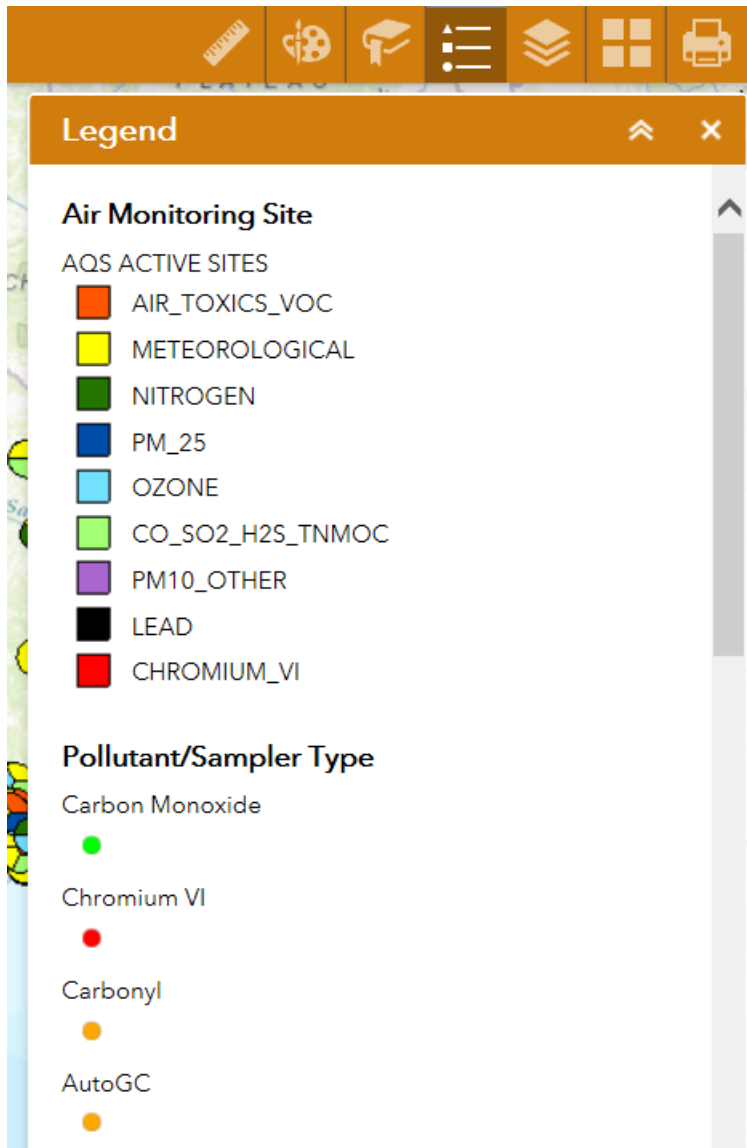 Legend
Air Monitoring Site
AQS ACTIVE SITES
AIR_TOXICS_VOC
METEOROLOGICAL
NITROGEN
PM_25
OZONE
CO_SO2_H2S_TNMOC
PM10_OTHER
LEAD
CHROMIUM_VI
Pollutant/Sampler Type
Carbon Monoxide
Chromium VI
Carbonyl
AutoGC